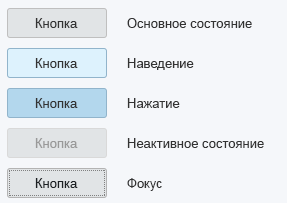 Кнопка Основное состояние
Кнопка Наведение
Кнопка Нажатие
Кнопка Неактивное состояние
Кнопка Фокус